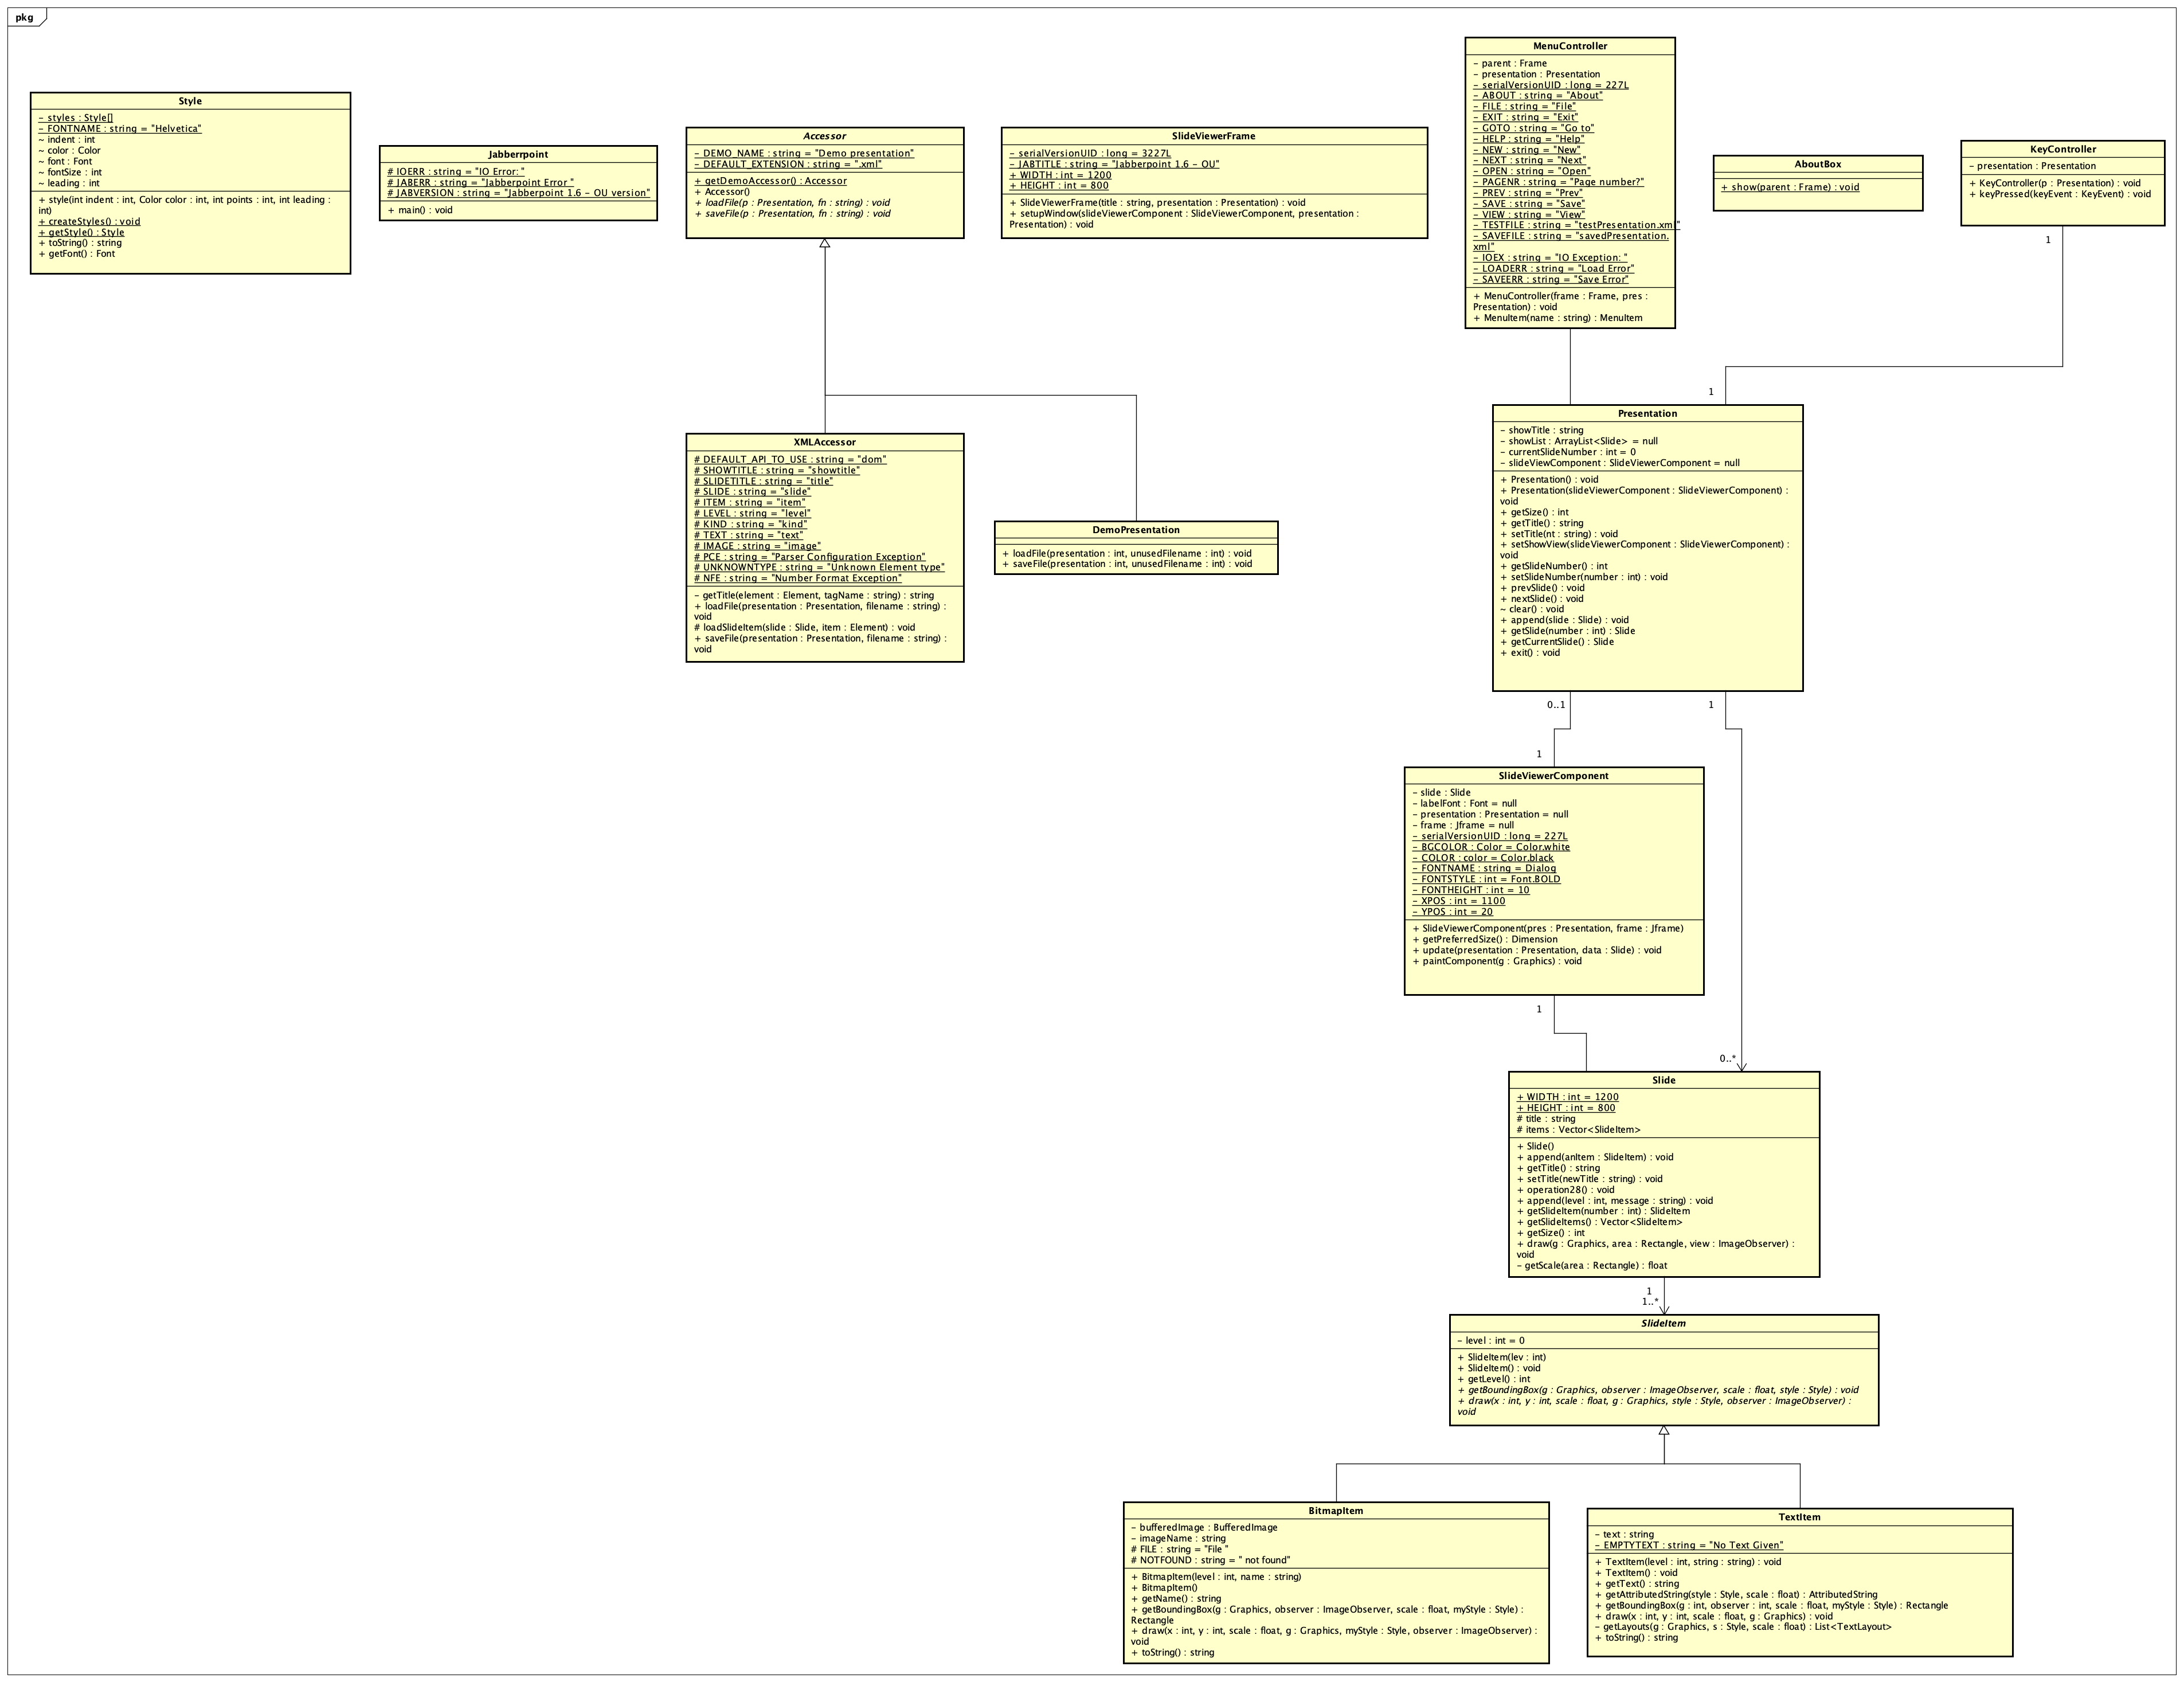 pkg
Style
- styles : Style[]
- FONTNAME : string = "Helvetica"
~ indent : int
~ color : Color
~ font : Font
~ fontSize : int
~ leading : int
+ style(int indent : int, Color color : int, int points : int, int leading :
int)
+ createStyles() : void
+ getStyle() : Style
+ toString() : string
+ getFont() : Font
Jabberrpoint
# IOERR : string = "IO Error: "
# JABERR : string = "Jabberpoint Error "
# JABVERSION : string = "Jabberpoint 1.6 - OU version"
+ main() : void
Accessor
- DEMO_NAME : string = "Demo presentation"
- DEFAULT_EXTENSION : string = ".xml"
+ getDemoAccessor() : Accessor
+ Accessor()
+ loadFile(p : Presentation, fn : string) : void
+ saveFile(p : Presentation, fn : string) : void
SlideViewerFrame
- serialVersionUID : long = 3227L
- JABTITLE : string = "Jabberpoint 1.6 - OU"
+ WIDTH : int = 1200
+ HEIGHT : int = 800
+ SlideViewerFrame(title : string, presentation : Presentation) : void
+ setupWindow(slideViewerComponent : SlideViewerComponent, presentation :
Presentation) : void
MenuController
- parent : Frame
- presentation : Presentation
- serialVersionUID : long = 227L
- ABOUT : string = "About"
- FILE : string = "File"
- EXIT : string = "Exit"
- GOTO : string = "Go to"
- HELP : string = "Help"
- NEW : string = "New"
- NEXT : string = "Next"
- OPEN : string = "Open"
- PAGENR : string = "Page number?"
- PREV : string = "Prev"
- SAVE : string = "Save"
- VIEW : string = "View"
- TESTFILE : string = "testPresentation.xml"
- SAVEFILE : string = "savedPresentation.
xml"
- IOEX : string = "IO Exception: "
- LOADERR : string = "Load Error"
- SAVEERR : string = "Save Error"
+ MenuController(frame : Frame, pres :
Presentation) : void
+ MenuItem(name : string) : MenuItem
AboutBox
+ show(parent : Frame) : void
KeyController
- presentation : Presentation
+ KeyController(p : Presentation) : void
+ keyPressed(keyEvent : KeyEvent) : void
1
1
XMLAccessor
# DEFAULT_API_TO_USE : string = "dom"
# SHOWTITLE : string = "showtitle"
# SLIDETITLE : string = "title"
# SLIDE : string = "slide"
# ITEM : string = "item"
# LEVEL : string = "level"
# KIND : string = "kind"
# TEXT : string = "text"
# IMAGE : string = "image"
# PCE : string = "Parser Configuration Exception"
# UNKNOWNTYPE : string = "Unknown Element type"
# NFE : string = "Number Format Exception"
- getTitle(element : Element, tagName : string) : string
+ loadFile(presentation : Presentation, filename : string) :
void
# loadSlideItem(slide : Slide, item : Element) : void
+ saveFile(presentation : Presentation, filename : string) :
void
DemoPresentation
+ loadFile(presentation : int, unusedFilename : int) : void
+ saveFile(presentation : int, unusedFilename : int) : void
Presentation
- showTitle : string
- showList : ArrayList<Slide> = null
- currentSlideNumber : int = 0
- slideViewComponent : SlideViewerComponent = null
+ Presentation() : void
+ Presentation(slideViewerComponent : SlideViewerComponent) :
void
+ getSize() : int
+ getTitle() : string
+ setTitle(nt : string) : void
+ setShowView(slideViewerComponent : SlideViewerComponent) :
void
+ getSlideNumber() : int
+ setSlideNumber(number : int) : void
+ prevSlide() : void
+ nextSlide() : void
~ clear() : void
+ append(slide : Slide) : void
+ getSlide(number : int) : Slide
+ getCurrentSlide() : Slide
+ exit() : void
0..1
1
1
SlideViewerComponent
- slide : Slide
- labelFont : Font = null
- presentation : Presentation = null
- frame : Jframe = null
- serialVersionUID : long = 227L
- BGCOLOR : Color = Color.white
- COLOR : color = Color.black
- FONTNAME : string = Dialog
- FONTSTYLE : int = Font.BOLD
- FONTHEIGHT : int = 10
- XPOS : int = 1100
- YPOS : int = 20
+ SlideViewerComponent(pres : Presentation, frame : Jframe)
+ getPreferredSize() : Dimension
+ update(presentation : Presentation, data : Slide) : void
+ paintComponent(g : Graphics) : void
1
0..*
Slide
+ WIDTH : int = 1200
+ HEIGHT : int = 800
# title : string
# items : Vector<SlideItem>
+ Slide()
+ append(anItem : SlideItem) : void
+ getTitle() : string
+ setTitle(newTitle : string) : void
+ operation28() : void
+ append(level : int, message : string) : void
+ getSlideItem(number : int) : SlideItem
+ getSlideItems() : Vector<SlideItem>
+ getSize() : int
+ draw(g : Graphics, area : Rectangle, view : ImageObserver) :
void
- getScale(area : Rectangle) : float
1
1..*
SlideItem
- level : int = 0
+ SlideItem(lev : int)
+ SlideItem() : void
+ getLevel() : int
+ getBoundingBox(g : Graphics, observer : ImageObserver, scale : float, style : Style) : void
+ draw(x : int, y : int, scale : float, g : Graphics, style : Style, observer : ImageObserver) :
void
BitmapItem
- bufferedImage : BufferedImage
- imageName : string
# FILE : string = "File "
# NOTFOUND : string = " not found"
+ BitmapItem(level : int, name : string)
+ BitmapItem()
+ getName() : string
+ getBoundingBox(g : Graphics, observer : ImageObserver, scale : float, myStyle : Style) :
Rectangle
+ draw(x : int, y : int, scale : float, g : Graphics, myStyle : Style, observer : ImageObserver) :
void
+ toString() : string
TextItem
- text : string
- EMPTYTEXT : string = "No Text Given"
+ TextItem(level : int, string : string) : void
+ TextItem() : void
+ getText() : string
+ getAttributedString(style : Style, scale : float) : AttributedString
+ getBoundingBox(g : int, observer : int, scale : float, myStyle : Style) : Rectangle
+ draw(x : int, y : int, scale : float, g : Graphics) : void
- getLayouts(g : Graphics, s : Style, scale : float) : List<TextLayout>
+ toString() : string